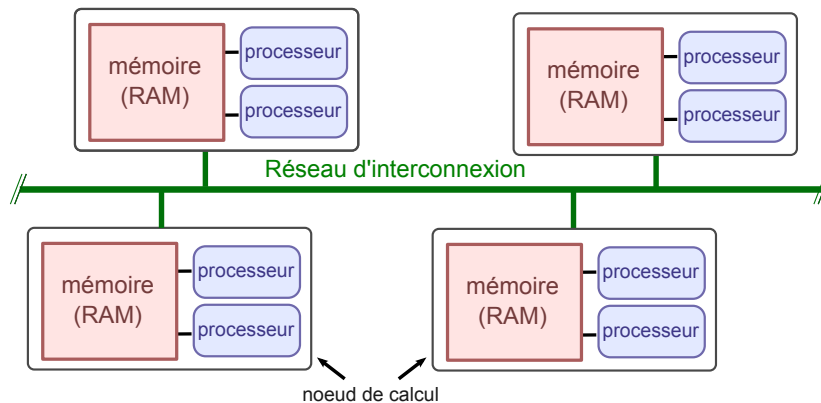 mémoire
(RAM)
processeur
processeur
mémoire
(RAM)
processeur
processeur
Réseau d'interconnexion
mémoire
(RAM)
processeur
processeur
mémoire
(RAM)
processeur
processeur
noeud de calcul